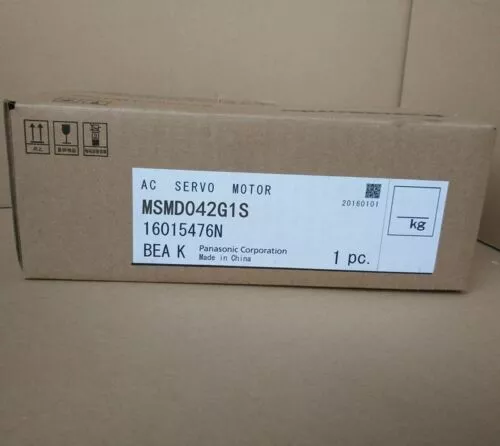 AC SERVO MOTOR
MSMD042G1S
20160101
16015476N
kg
BEA K Panasonic Corporation
Made in China
1 pc.